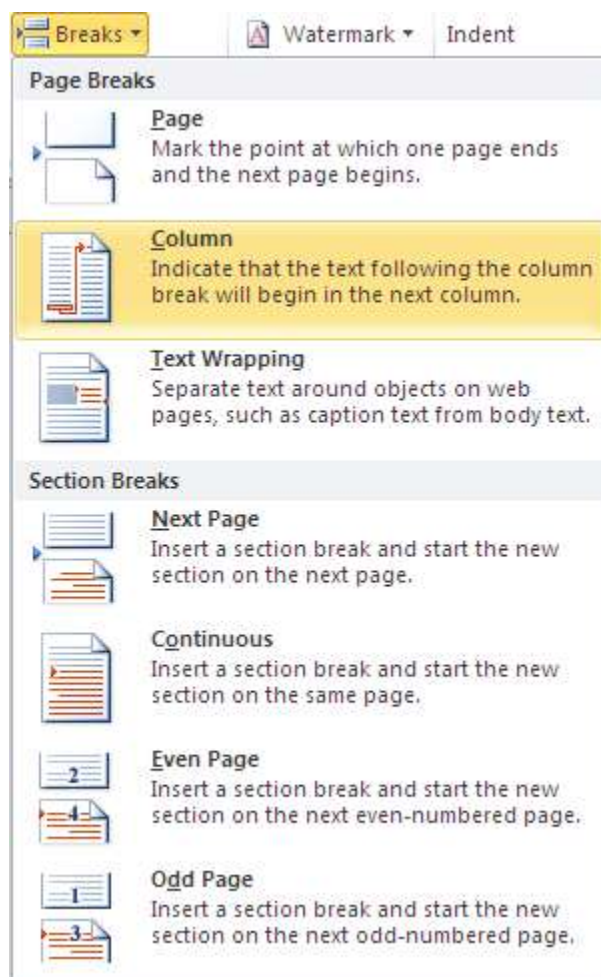 Breaks Watermark Indent
Page Breaks
Page
Mark the point at which one page ends
and the next page begins.
Column
Indicate that the text following the column
break will begin in the next column.
Text Wrapping
Separate text around objects on web
pages, such as caption text from body text.
Section Breaks
Next Page
Insert a section break and start the new
section on the next page.
Continuous
Insert a section break and start the new
section on the same page.
Even Page
Insert a section break and start the new
section on the next even-numbered page.
2
4
Odd Page
Insert a section break and start the new
section on the next odd-numbered page.
1
3